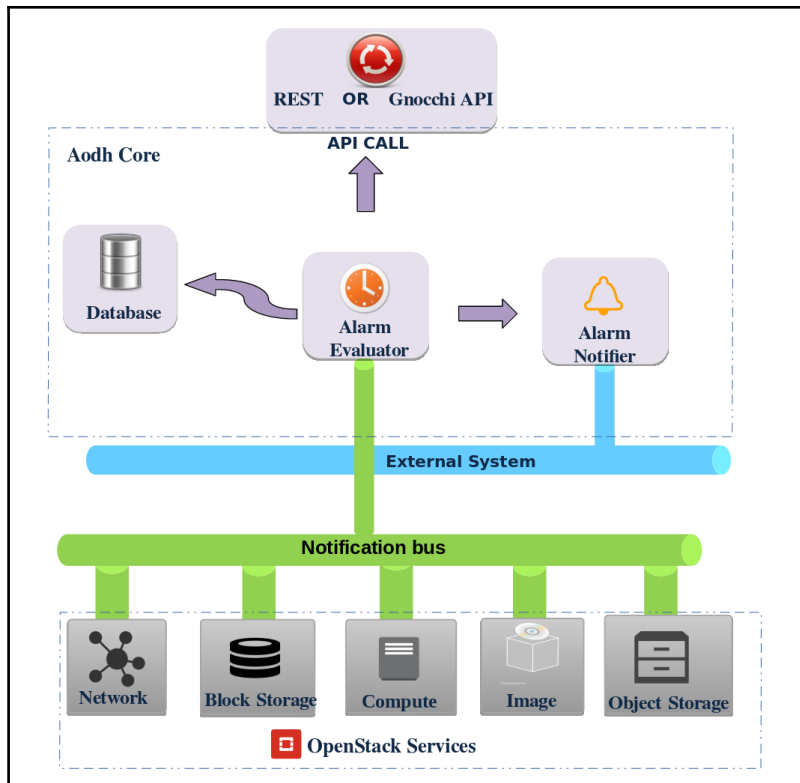 REST OR Gnocchi API
API CALL
Aodh Core
Database
Alarm
Evaluator
Alarm
Notifier
External System
Notification bus
Network
Block Storage
Compute
Image
Object Storage
OpenStack Services